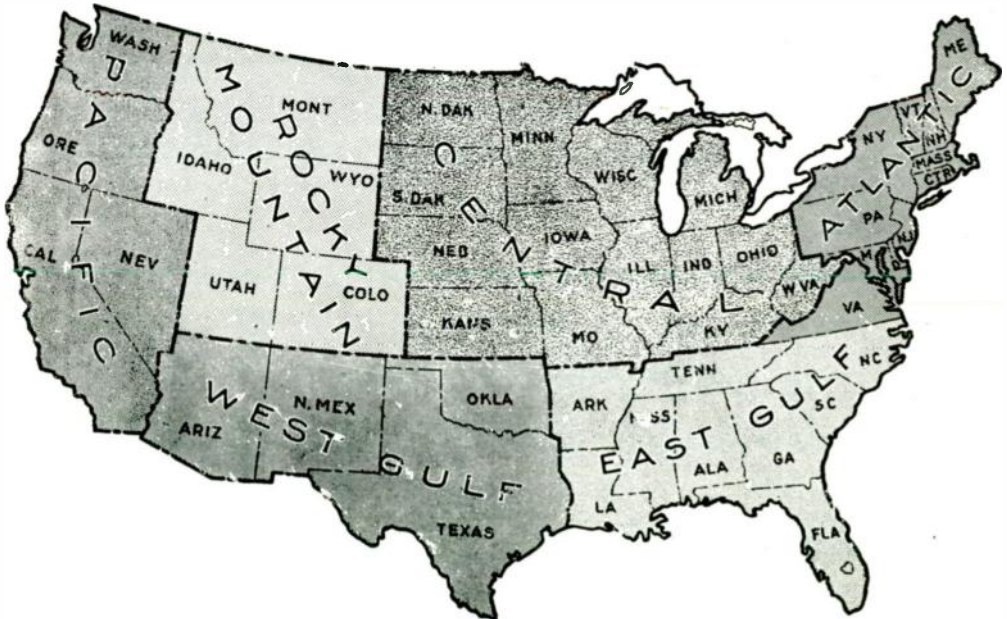 WASH
ORE
CAL
NEV
PACIFIC
MONT
IDAHO
WYO
UTAH
COLO
ROCKY
MOUNTAIN
N. DAK
S. DAK
NEB
KANS
MINN
IOWA
MO
WISC
ILL
IND
MICH
OHIO
KY
W. VA
CENTRAL
ME
VT
NH
MASS
NY
PA
NJ
VA
ATLANTIC
ARIZ
N. MEX
OKLA
TEXAS
WEST GULF
ARK
LA
TENN
ALA
GA
FLA
SC
NC
EAST GULF